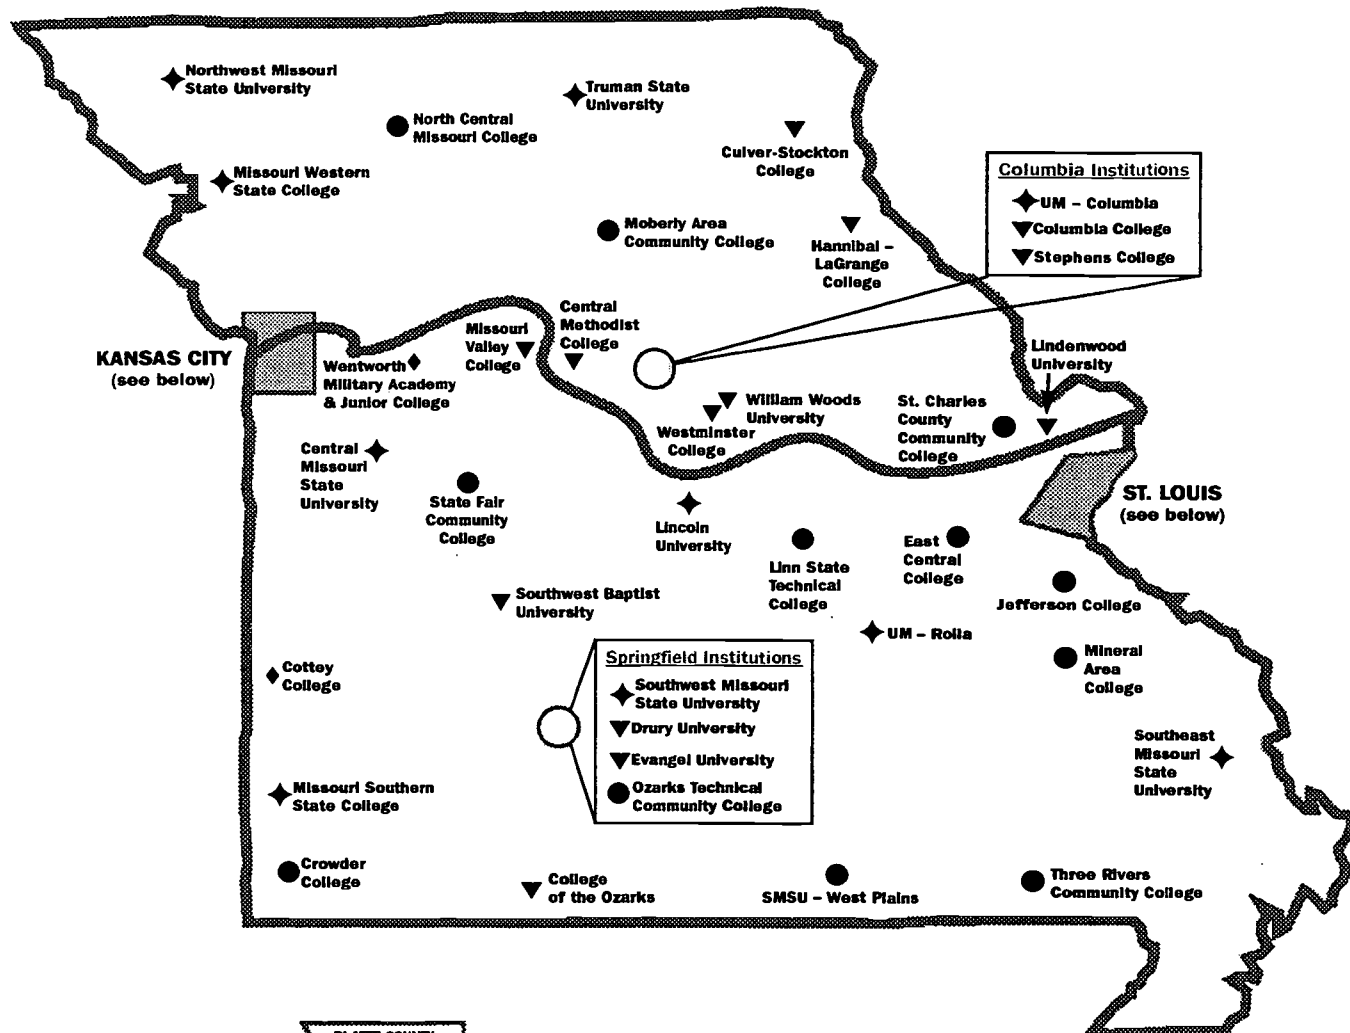 Northwest Missouri
State University
Truman State
University
North Central
Missouri College
Culver-Stockton
College
Missouri Western
State College
Columbia Institutions
UM – Columbia
Columbia College
Stephens College
Moberly Area
Community College
Hannibal –
LaGrange
College
Central
Methodist
College
Missouri
Valley
College
KANSAS CITY
(see below)
Wentworth
Military Academy
& Junior College
Lindenwood
University
William Woods
University
Westminster
College
St. Charles
County
Community
College
Central
Missouri
State
University
State Fair
Community
College
Lincoln
University
ST. LOUIS
(see below)
Linn State
Technical
College
East
Central
College
Jefferson College
Southwest Baptist
University
UM – Rolla
Mineral
Area
College
Cottey
College
Springfield Institutions
Southwest Missouri
State University
Drury University
Evangel University
Ozarks Technical
Community College
Southeast
Missouri
State
University
Missouri Southern
State College
Crowder
College
College
of the Ozarks
SMSU – West Plains
Three Rivers
Community College